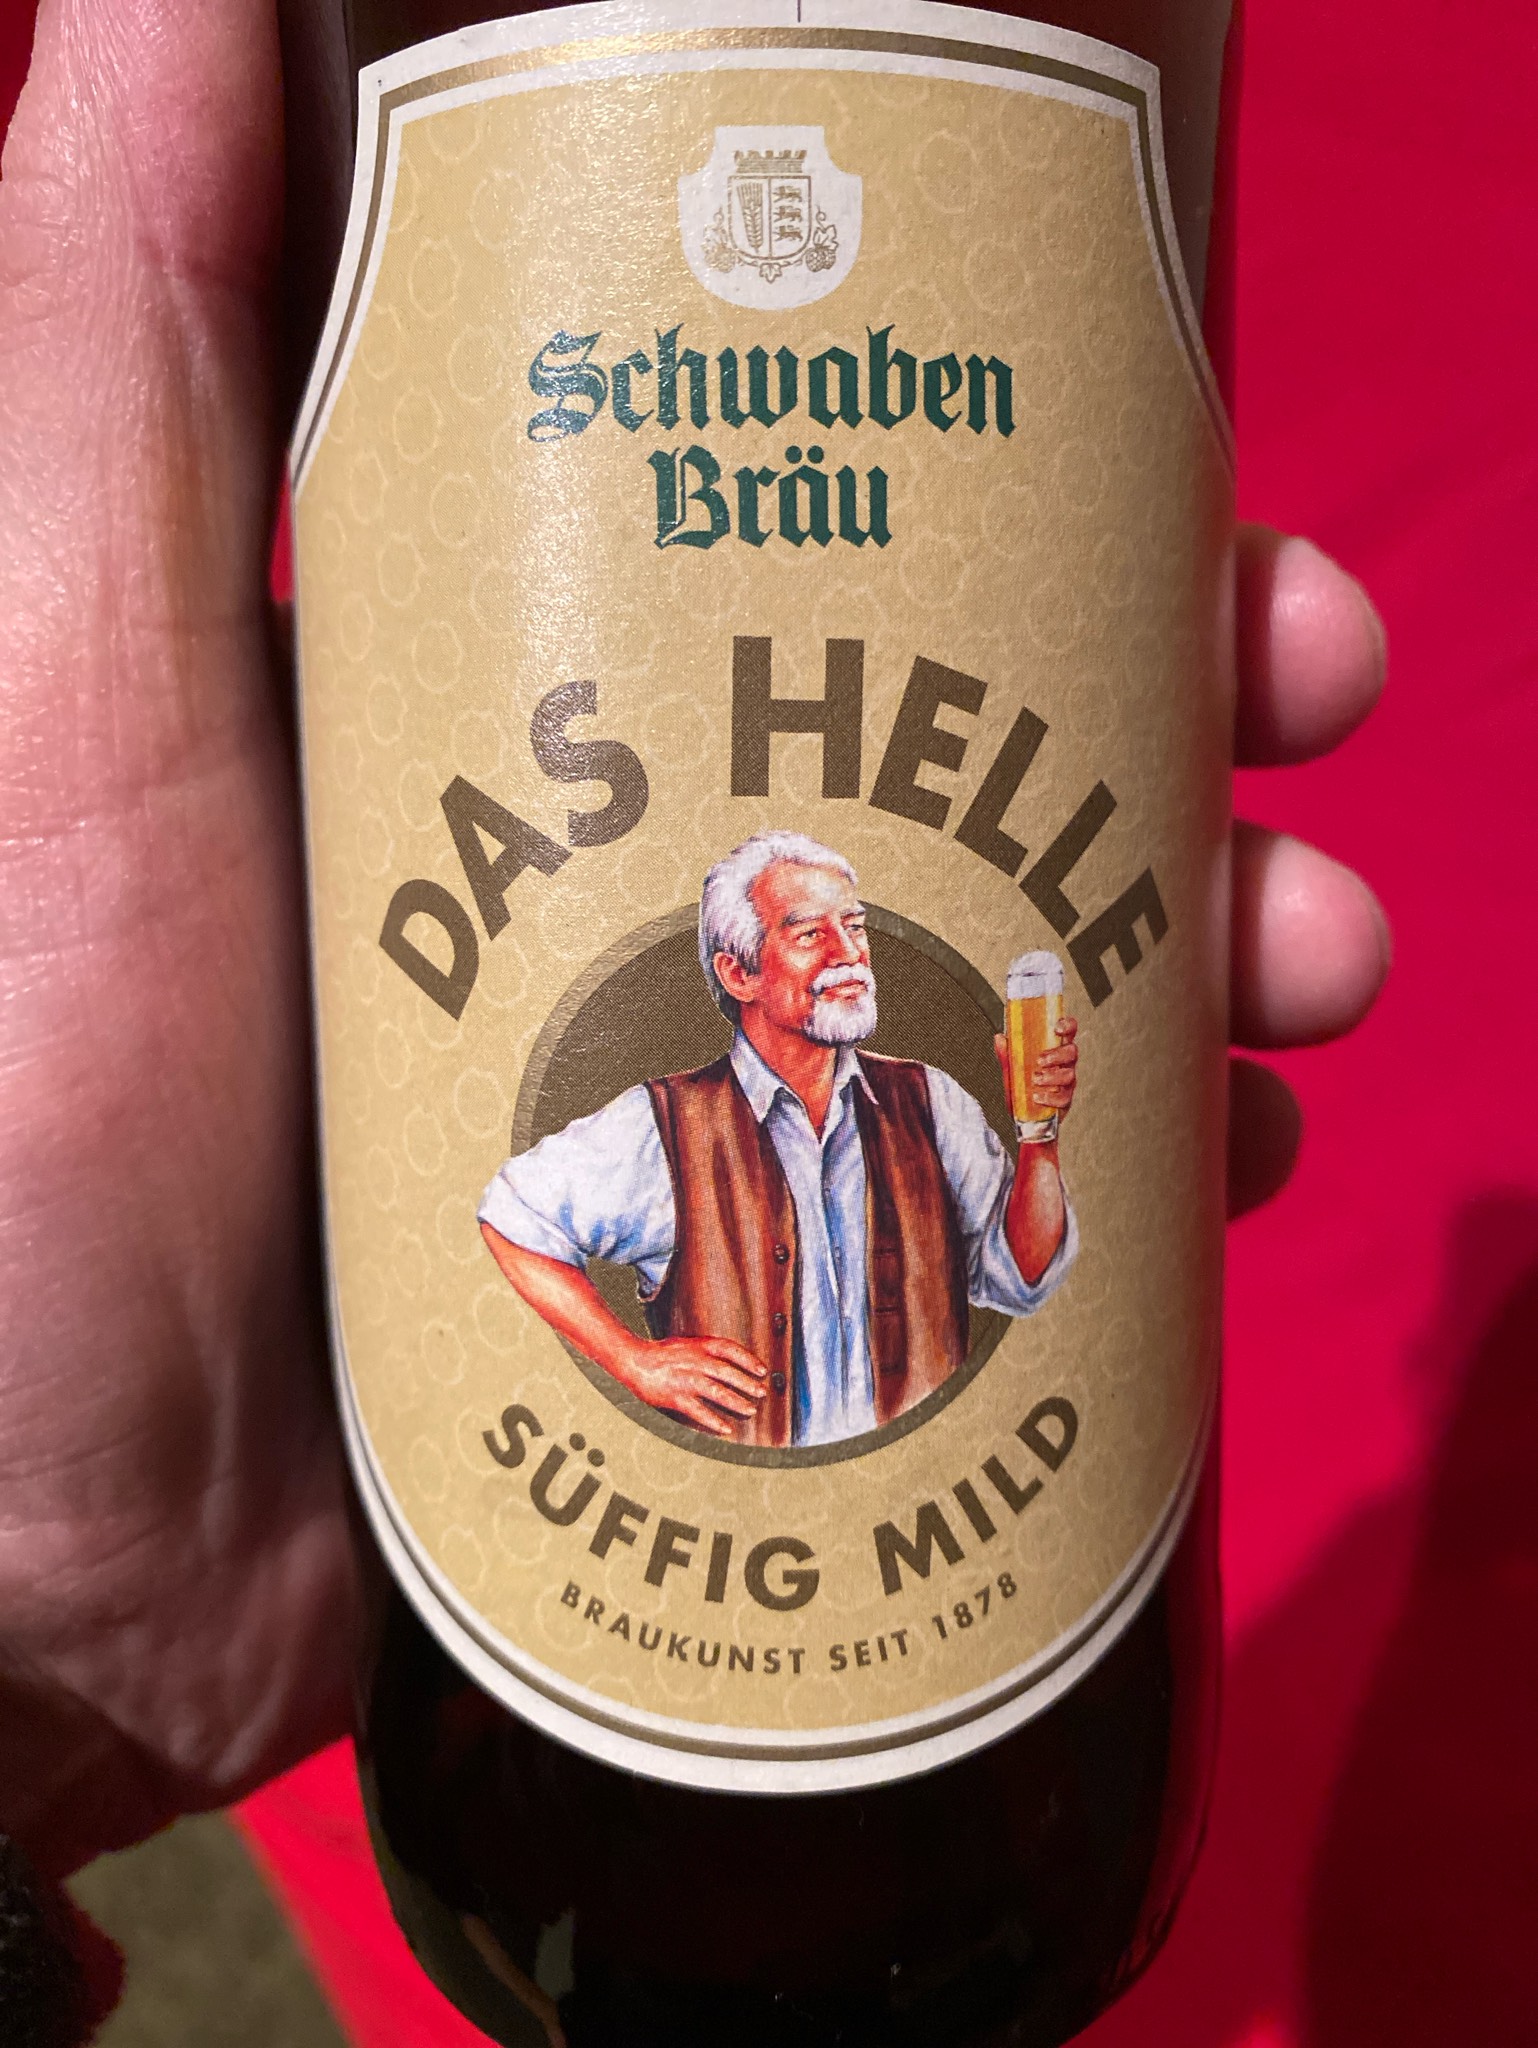 Schwaben
Bräu
DAS HELLE
SÜFFIG MILD
BRAUKUNST SEIT 1878